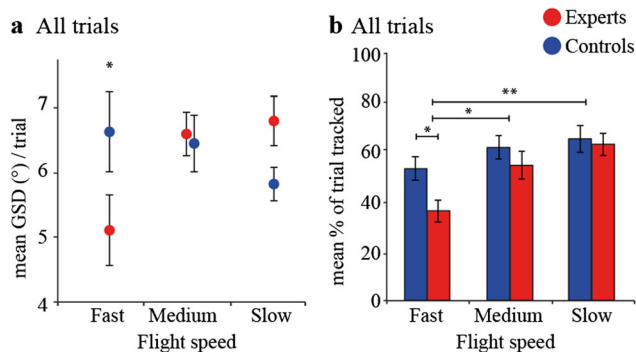 a All trials
*
mean GSD (°) / trial
7
6
5
4
Fast Medium Slow
Flight speed
b All trials
Experts
Controls
mean % of trial tracked
100
80
60
40
20
0
**
*
*
Fast Medium Slow
Flight speed